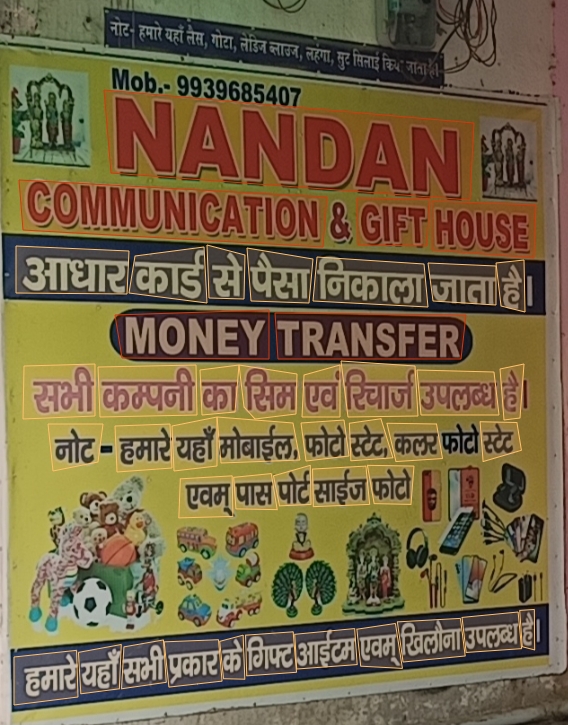 नोट- हमारे यहाँ लैस, गोटा, लेडिज ब्लाउज, लहंगा, सुट सिलाई किया जाता है।
Mob.- 9939685407
NANDAN
COMMUNICATION & GIFT HOUSE
आधार कार्ड से पैसा निकाला जाता है।
MONEY TRANSFER
सभी कम्पनी का सिम एवं रिचार्ज उपलब्ध है।
नोट - हमारे यहाँ मोबाईल, फोटो स्टेट, कलर फोटो स्टेट
एवम् पास पोर्ट साईज फोटो
हमारे यहाँ सभी प्रकार के गिफ्ट आईटम एवम् खिलौना उपलब्ध है।